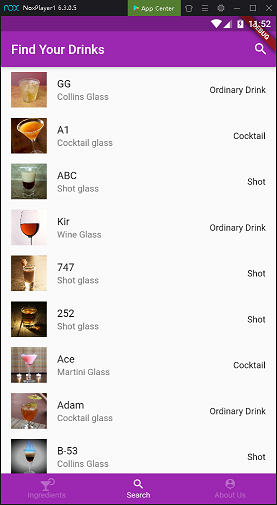 nox NoxPlayer1 6.3.0.5 App Center
13:52
DEBUG
Find Your Drinks
GG
Collins Glass
Ordinary Drink
A1
Cocktail glass
Cocktail
ABC
Shot glass
Shot
Kir
Wine Glass
Ordinary Drink
747
Shot glass
Shot
252
Shot glass
Shot
Ace
Martini Glass
Cocktail
Adam
Cocktail glass
Ordinary Drink
B-53
Collins Glass
Shot
Ingredients Search About Us